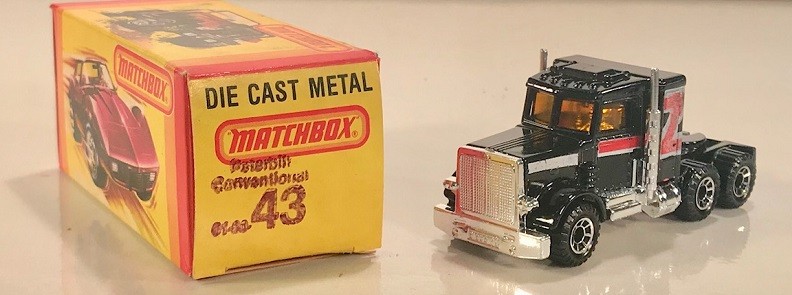 MATCHBOX
DIE CAST METAL
MATCHBOX®
Peterbilt
Conventional
43